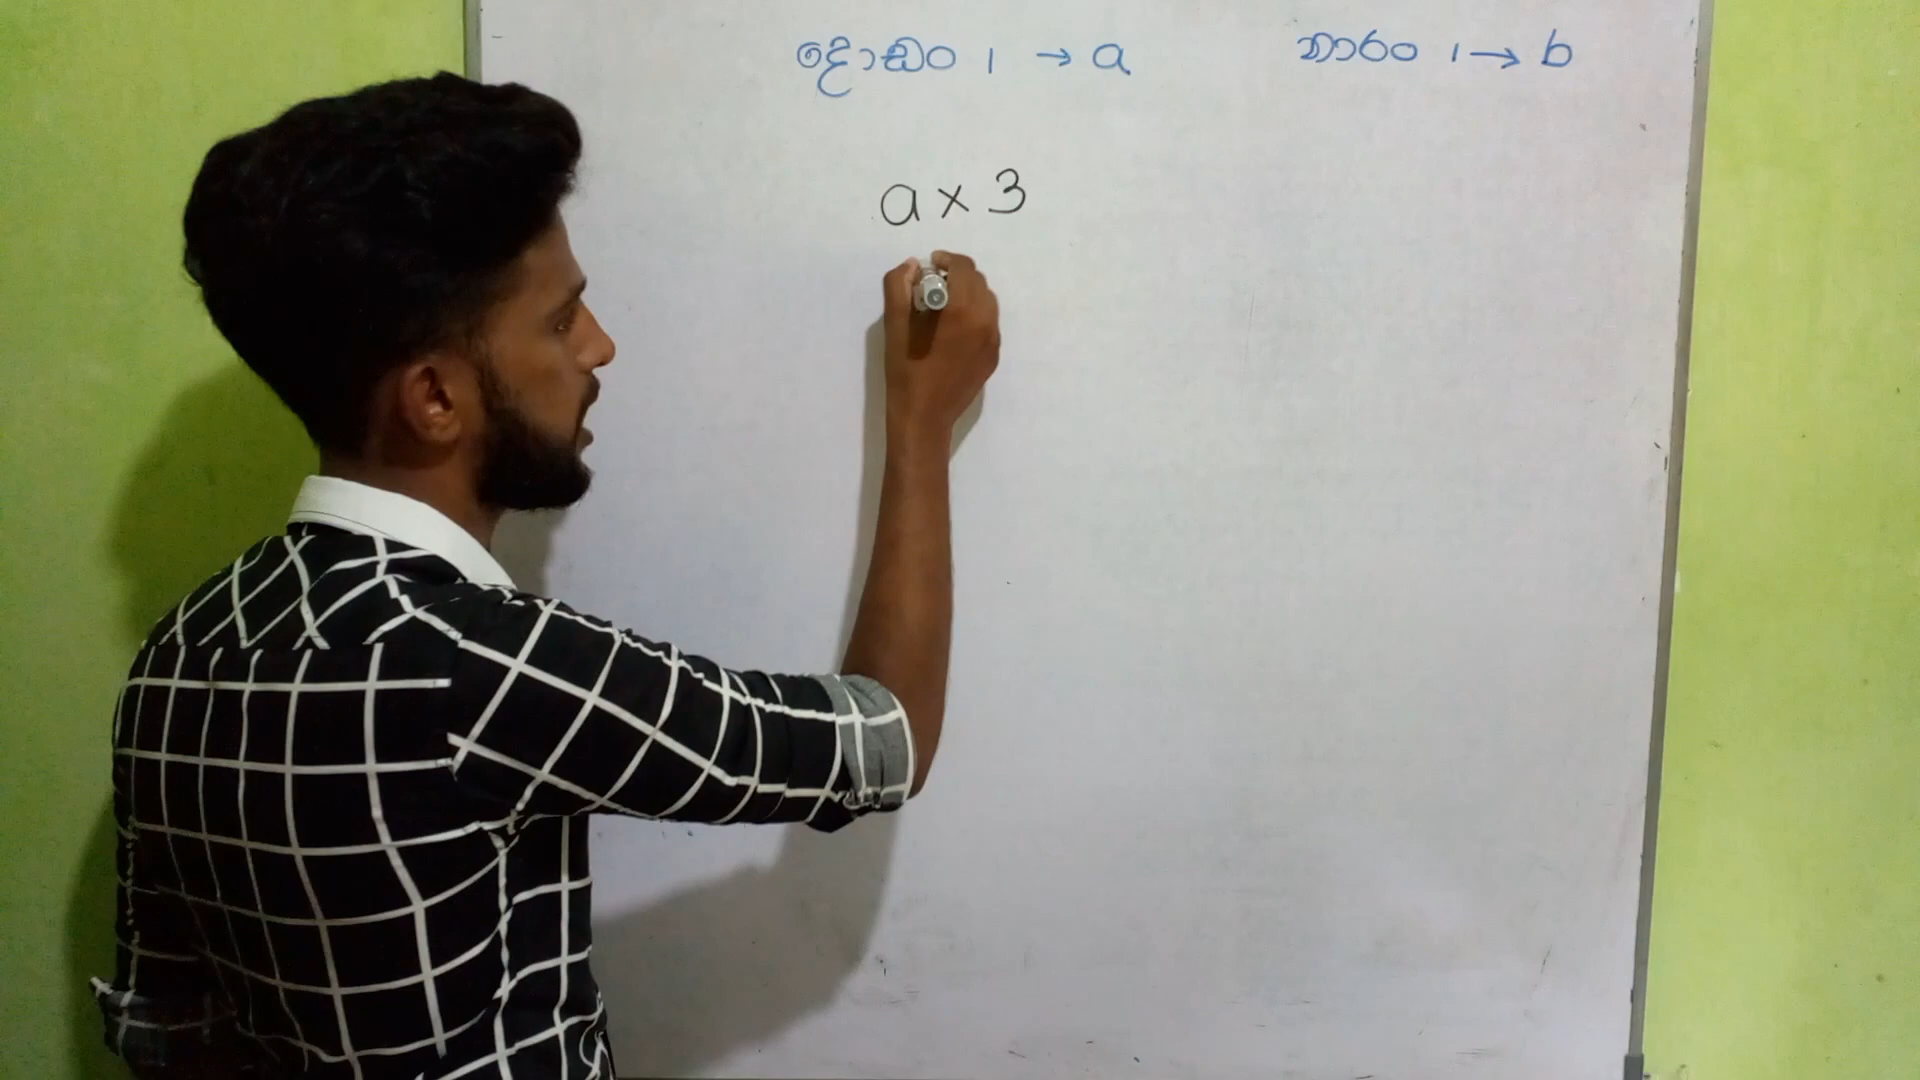 දොඩං 1 → a නාරං 1 → b
a × 3